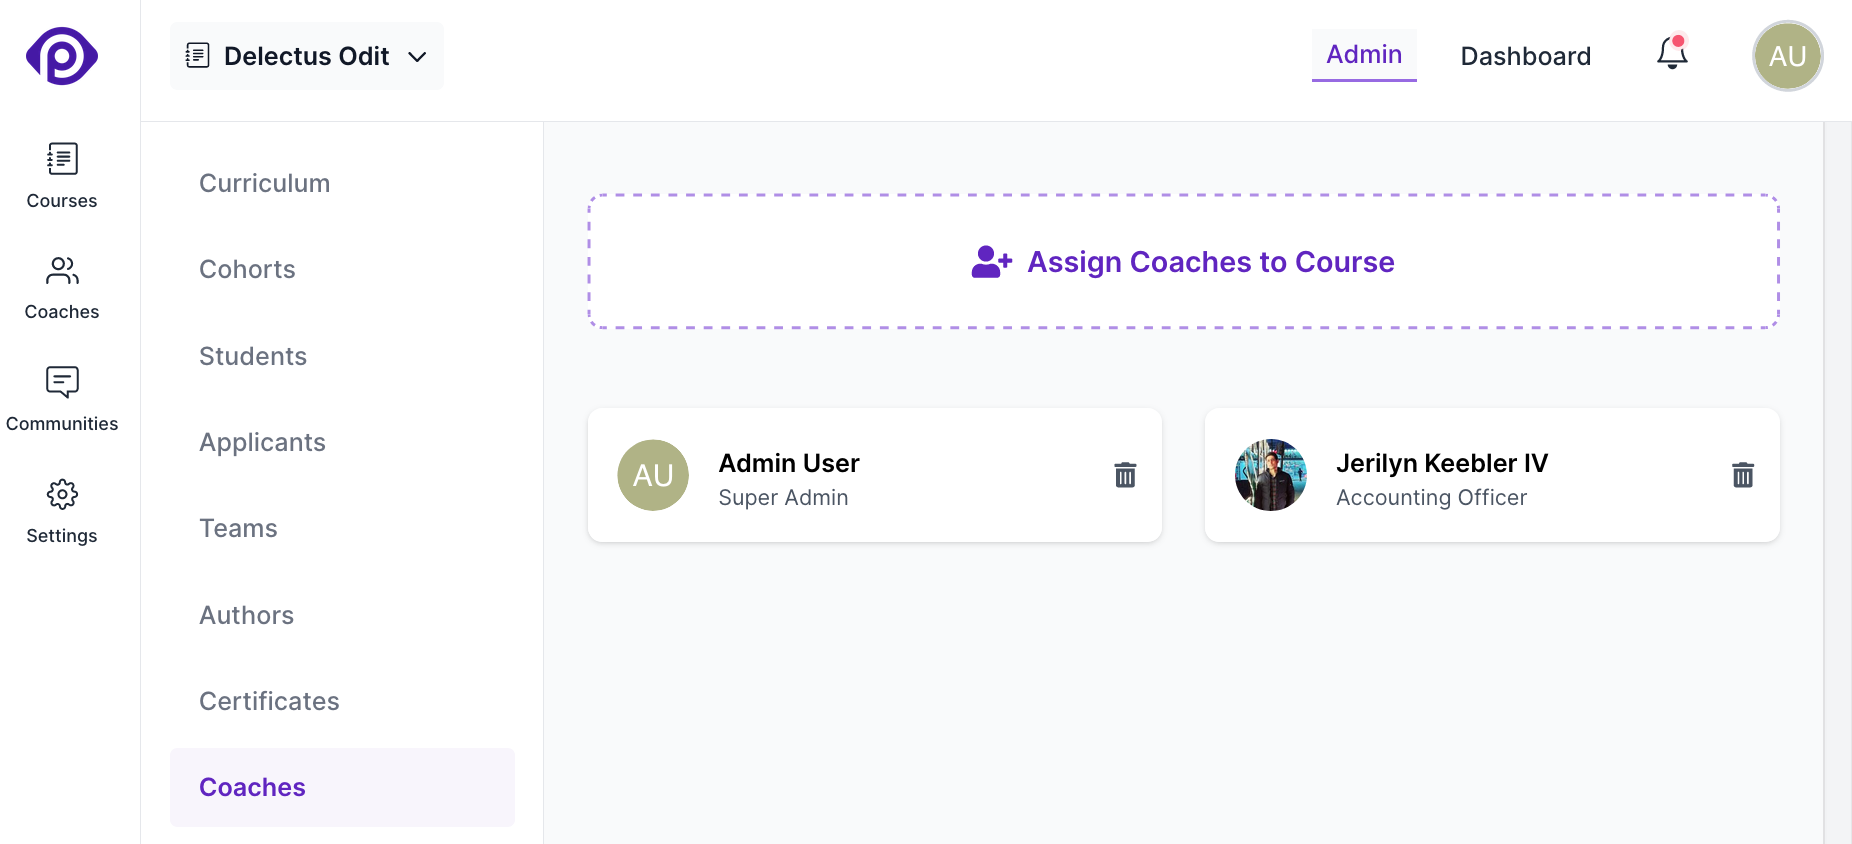 Delectus Odit
Admin
Dashboard
AU
Courses
Coaches
Communities
Settings
Curriculum
Cohorts
Students
Applicants
Teams
Authors
Certificates
Coaches
Assign Coaches to Course
AU
Admin User
Super Admin
Jerilyn Keebler IV
Accounting Officer